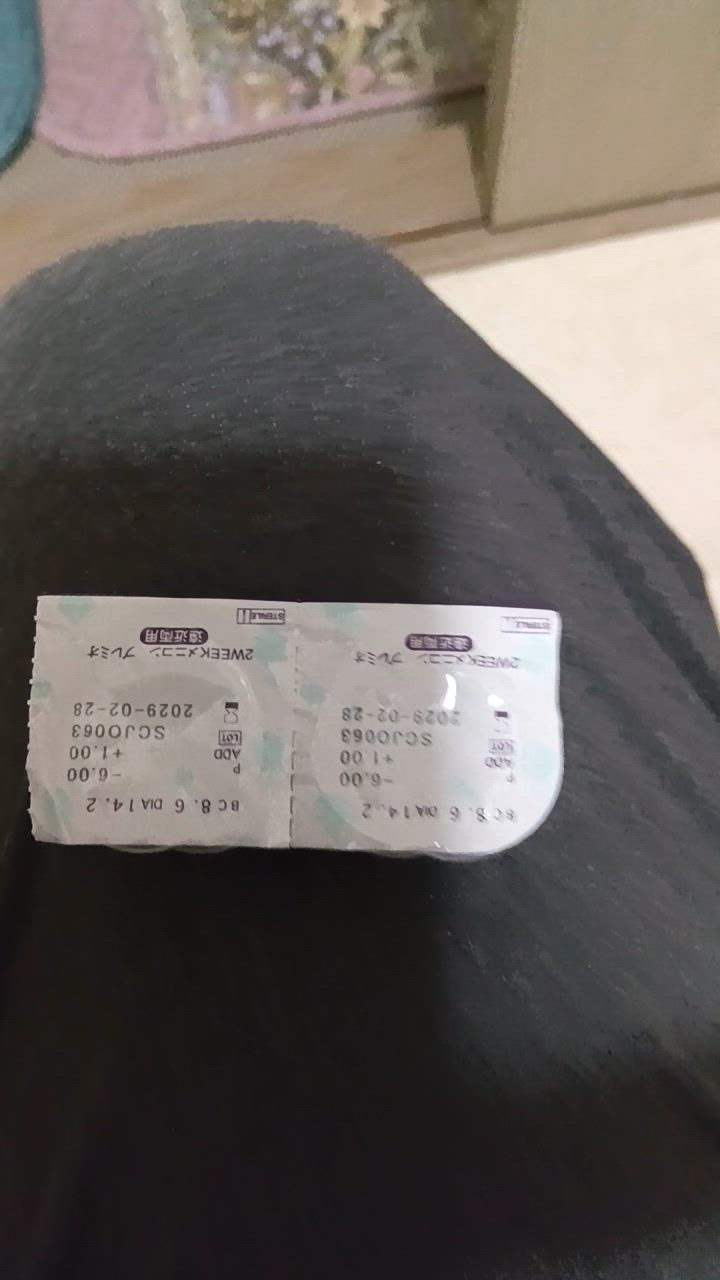 BC 8.6 DIA 14.2
P -6.00
ADD +1.00
LOT SCJ0063
2029-02-28
2WEEKメニコン プレミオ
遠近両用
STERILE
BC 8.6 DIA 14.2
P -6.00
ADD +1.00
LOT SCJ0063
2029-02-28
2WEEKメニコン プレミオ
遠近両用
STERILE